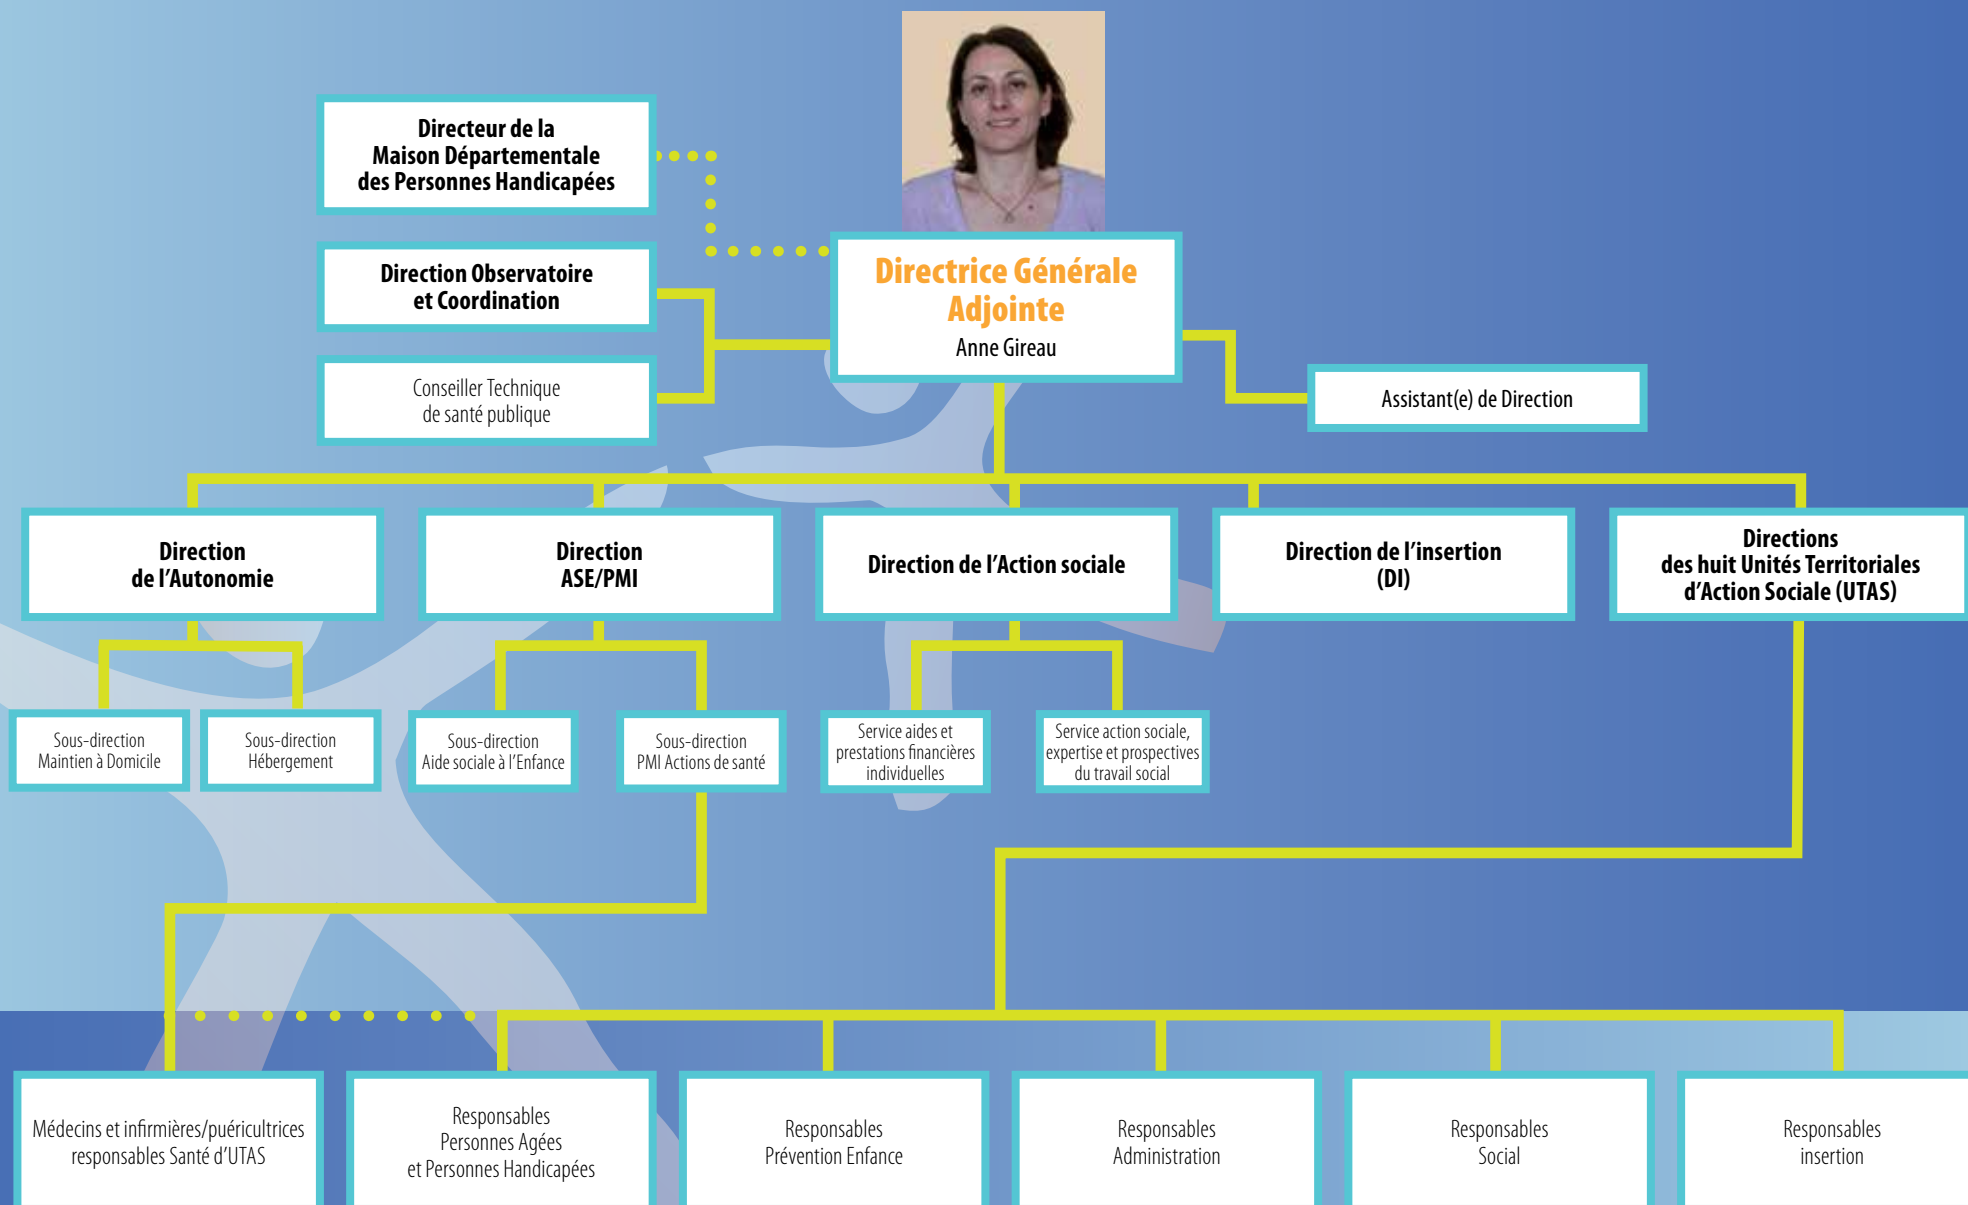 Directeur de la
Maison Départementale
des Personnes Handicapées
Direction Observatoire
et Coordination
Conseiller Technique
de santé publique
Directrice Générale
Adjointe
Anne Gireau
Assistant(e) de Direction
Direction
de l'Autonomie
Direction
ASE/PMI
Direction de l'Action sociale
Direction de l'insertion
(DI)
Directions
des huit Unités Territoriales
d'Action Sociale (UTAS)
Sous-direction
Maintien à Domicile
Sous-direction
Hébergement
Sous-direction
Aide sociale à l'Enfance
Sous-direction
PMI Actions de santé
Service aides et
prestations financières
individuelles
Service action sociale,
expertise et prospectives
du travail social
Médecins et infirmières/puéricultrices
responsables Santé d'UTAS
Responsables
Personnes Agées
et Personnes Handicapées
Responsables
Prévention Enfance
Responsables
Administration
Responsables
Social
Responsables
insertion